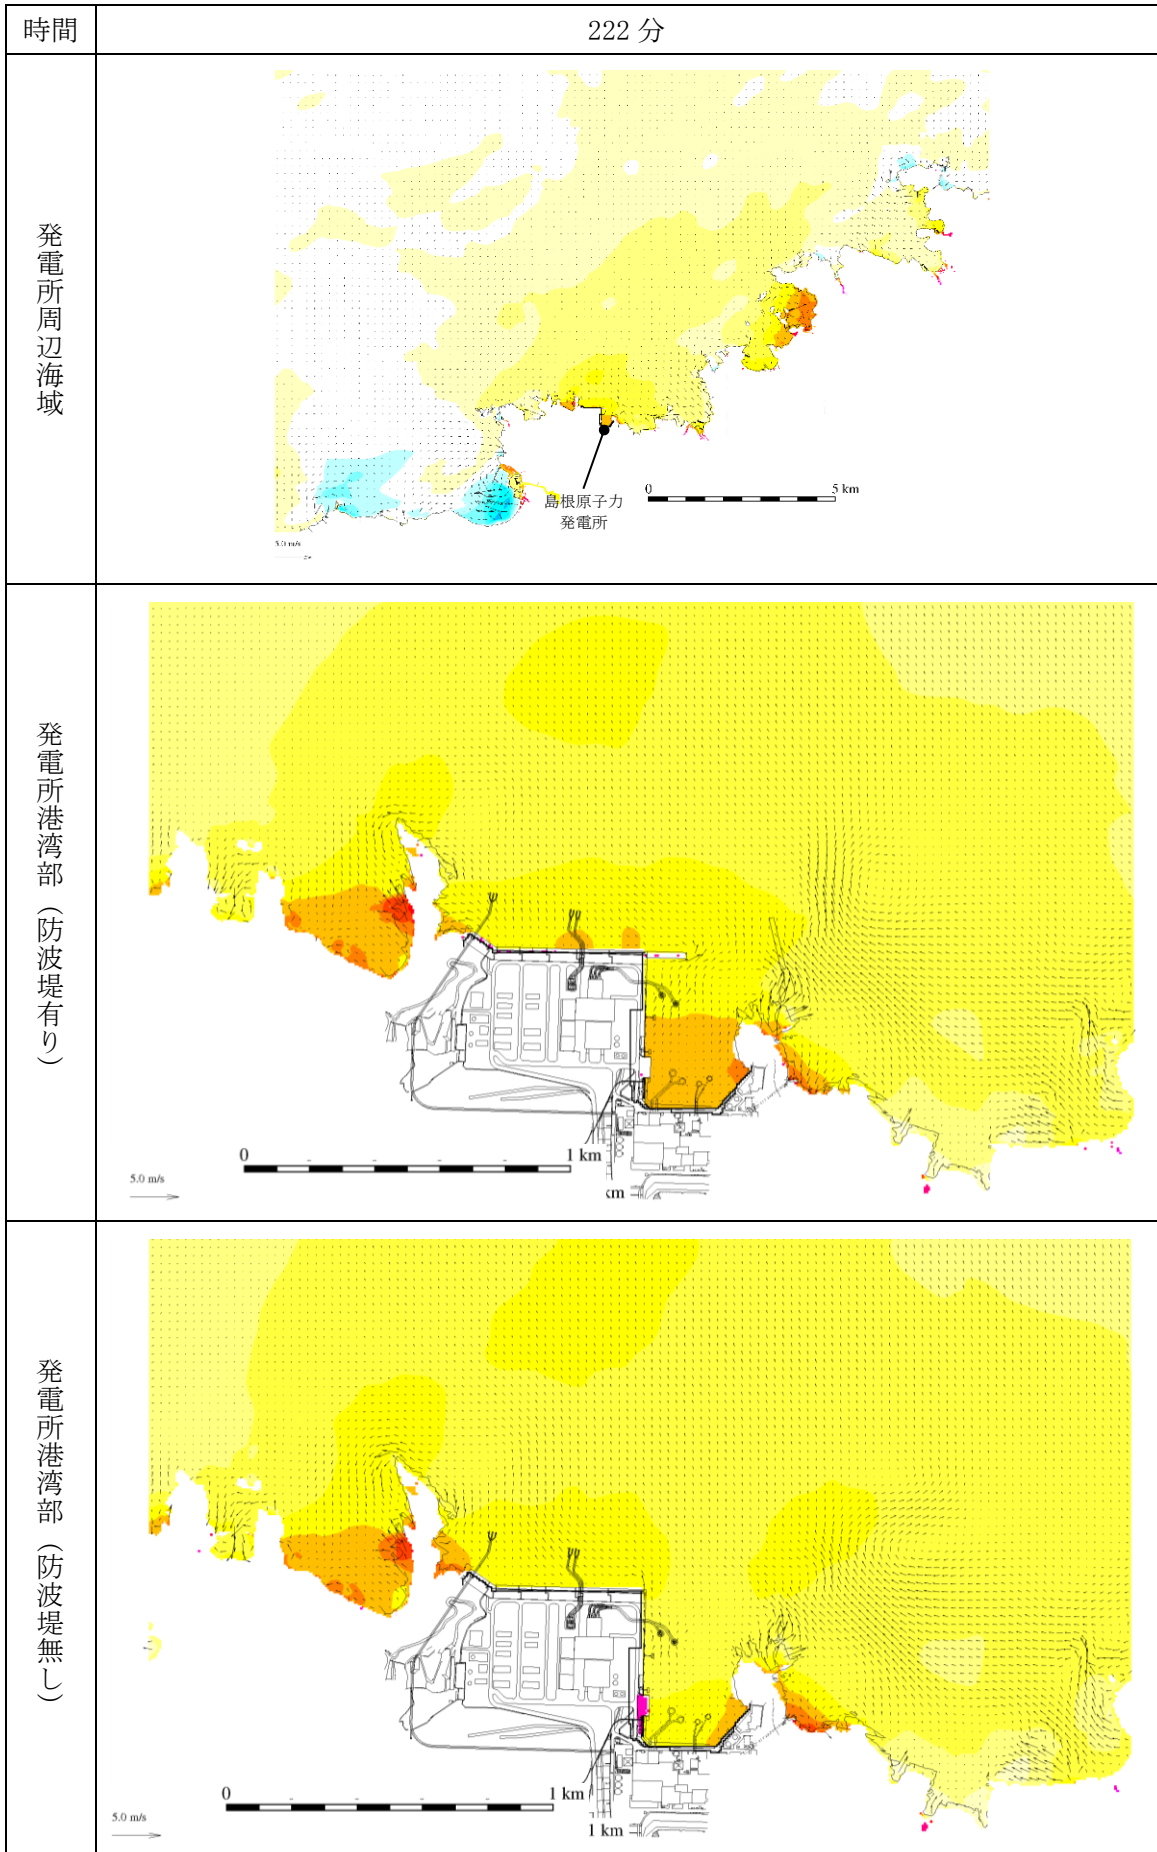 時間
222 分
発電所周辺海域
島根原子力
発電所
0
5 km
5.0 m/s
発電所港湾部（防波堤有り）
0
1 km
5.0 m/s
km
発電所港湾部（防波堤無し）
0
1 km
5.0 m/s
1 km